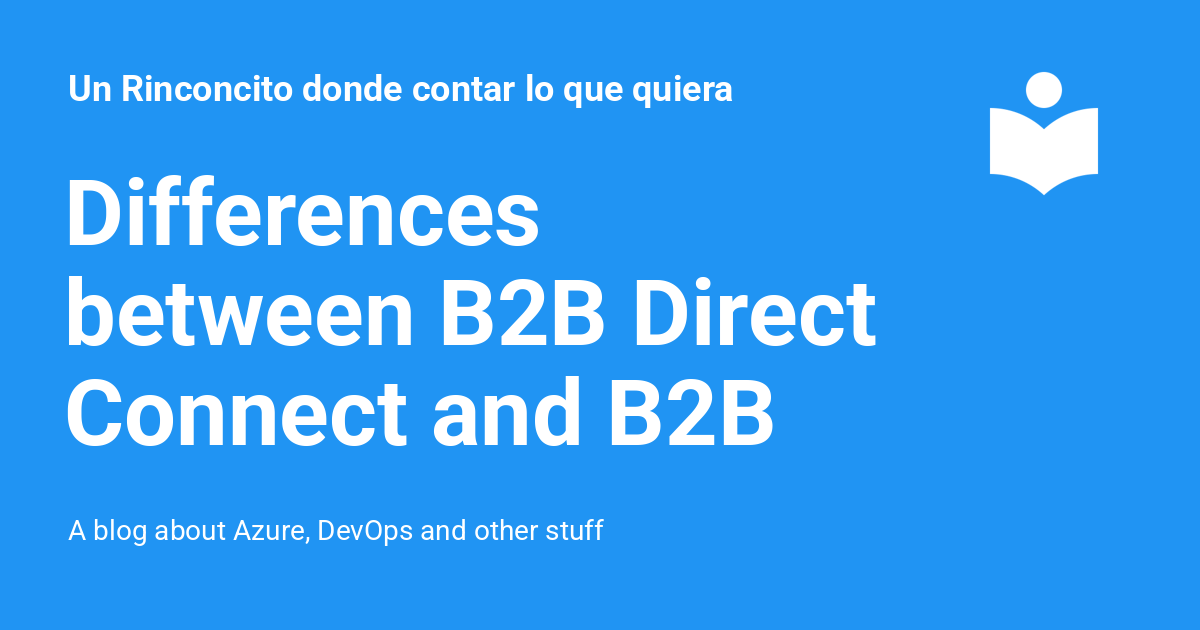 Un Rinconcito donde contar lo que quiera
Differences
between B2B Direct
Connect and B2B
A blog about Azure, DevOps and other stuff